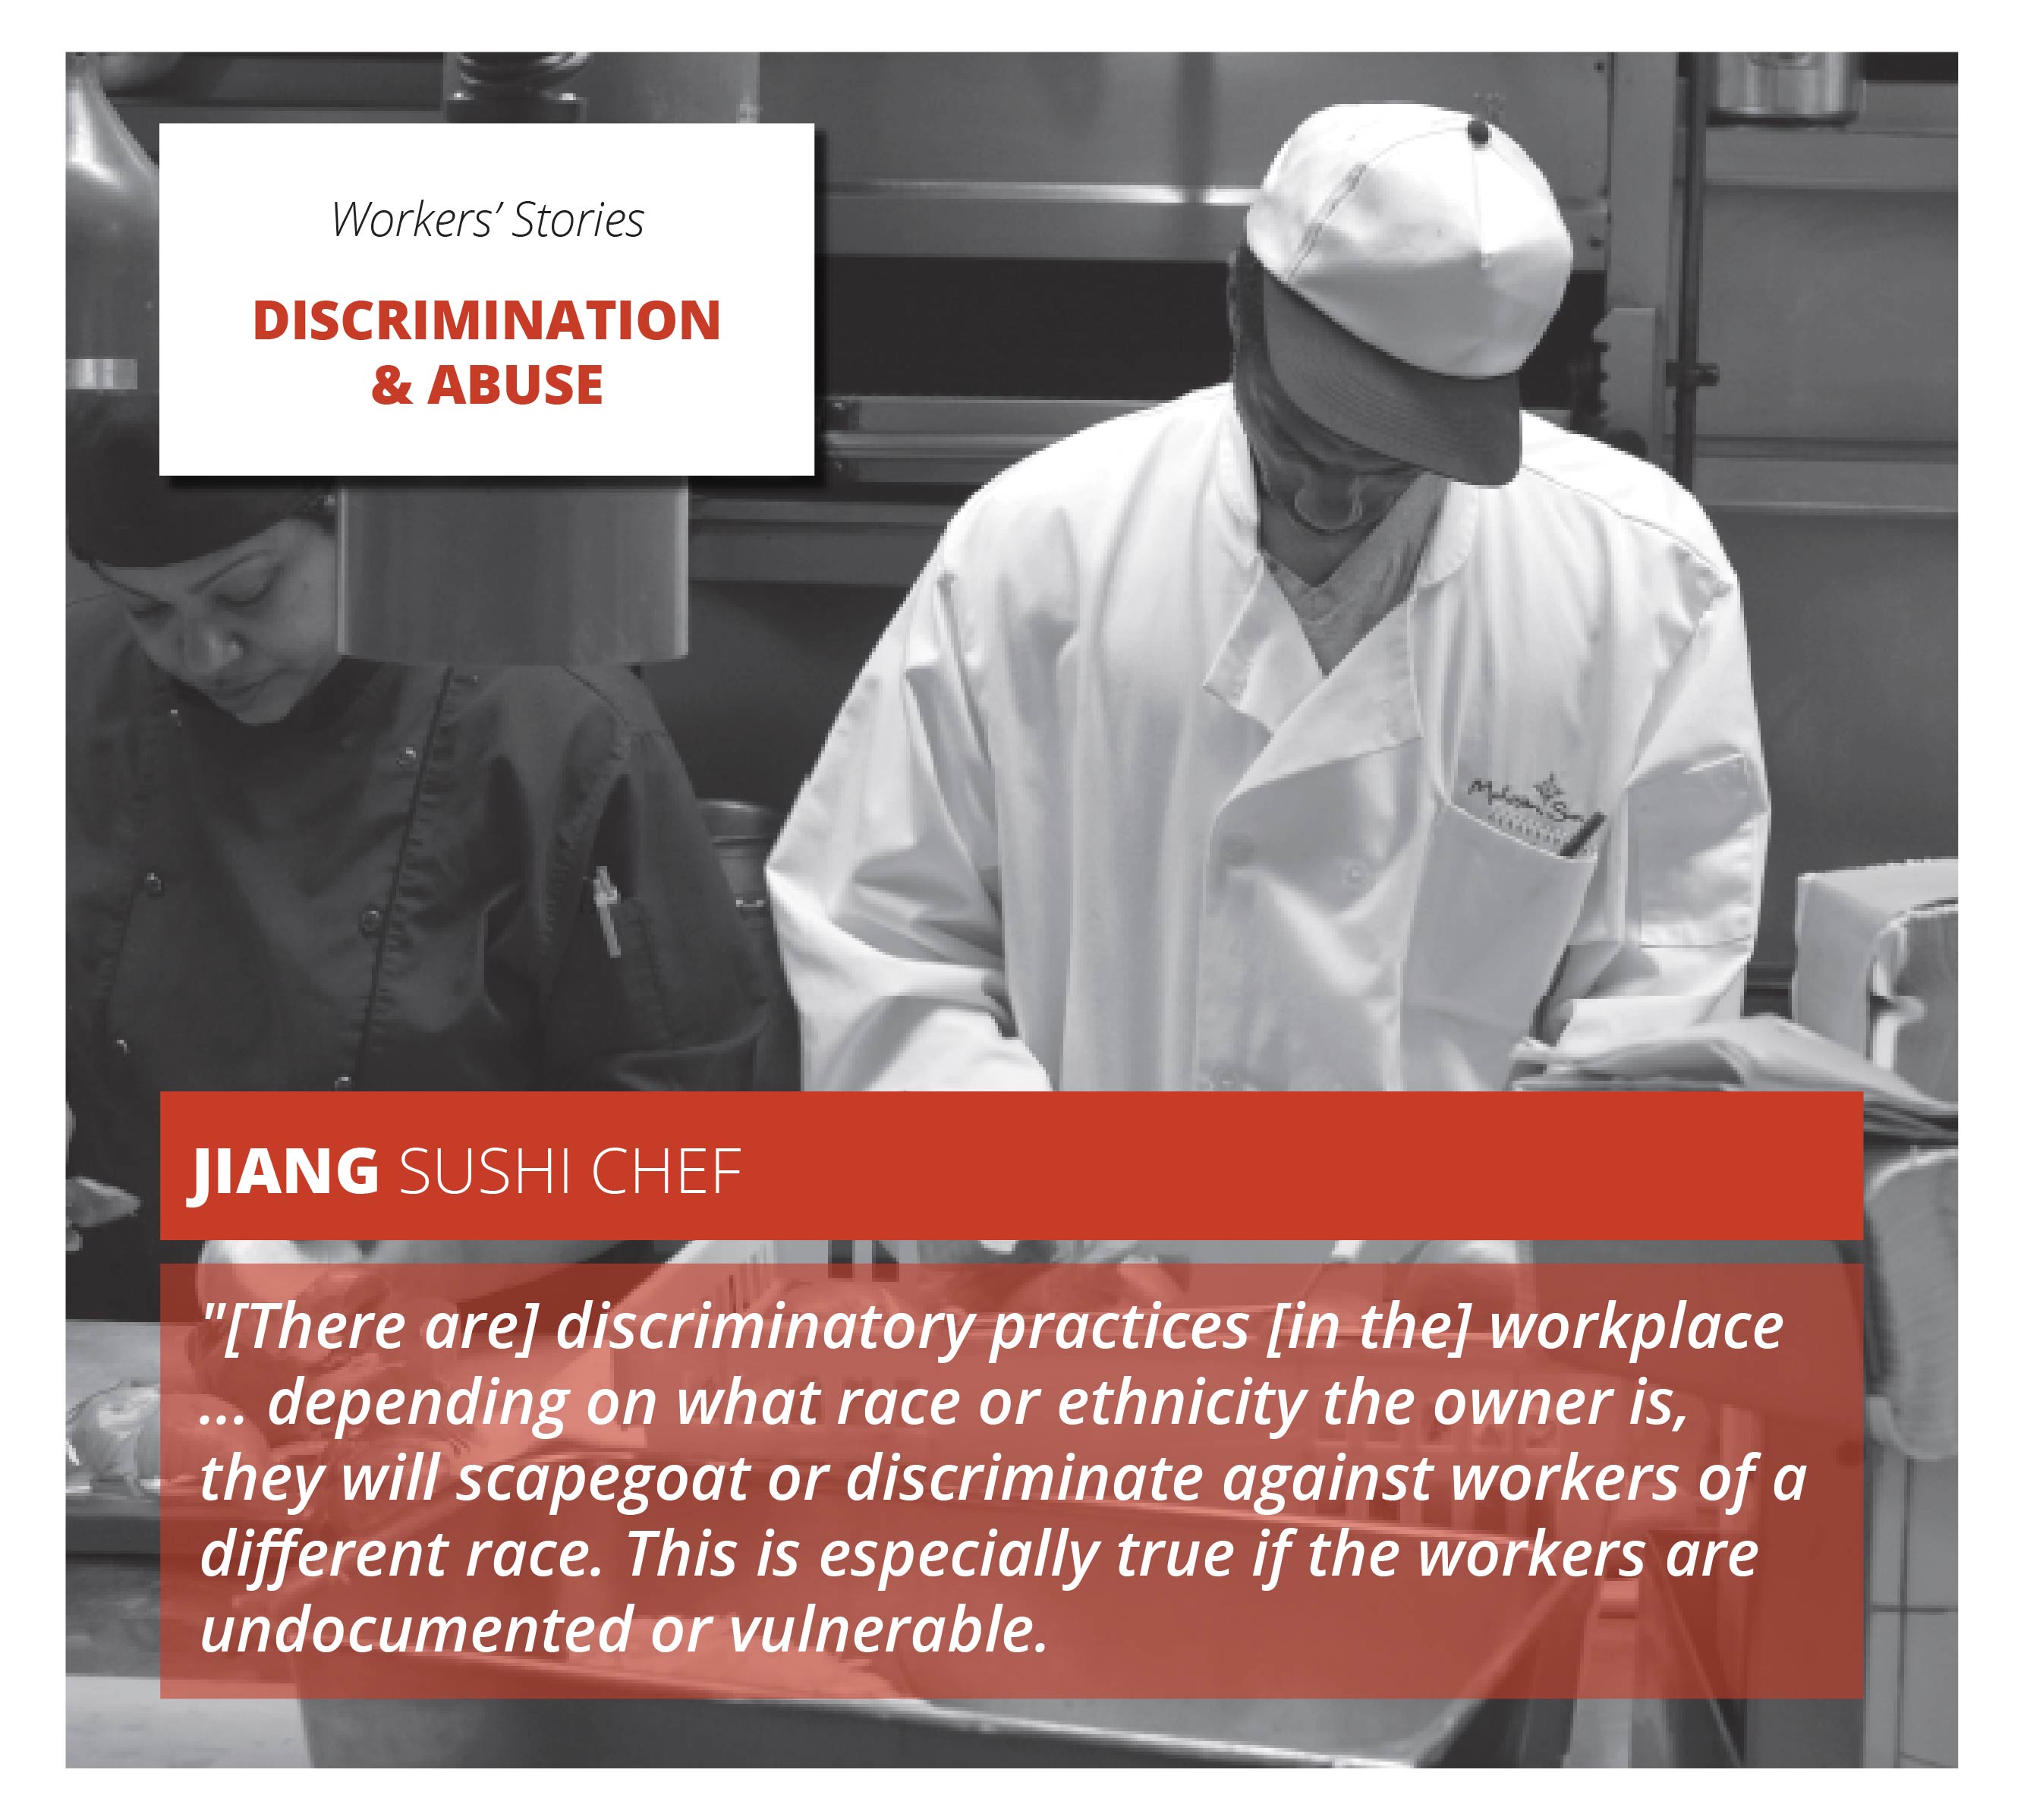 Workers’ Stories
DISCRIMINATION
& ABUSE
JIANG SUSHI CHEF
"[There are] discriminatory practices [in the] workplace
... depending on what race or ethnicity the owner is,
they will scapegoat or discriminate against workers of a
different race. This is especially true if the workers are
undocumented or vulnerable.